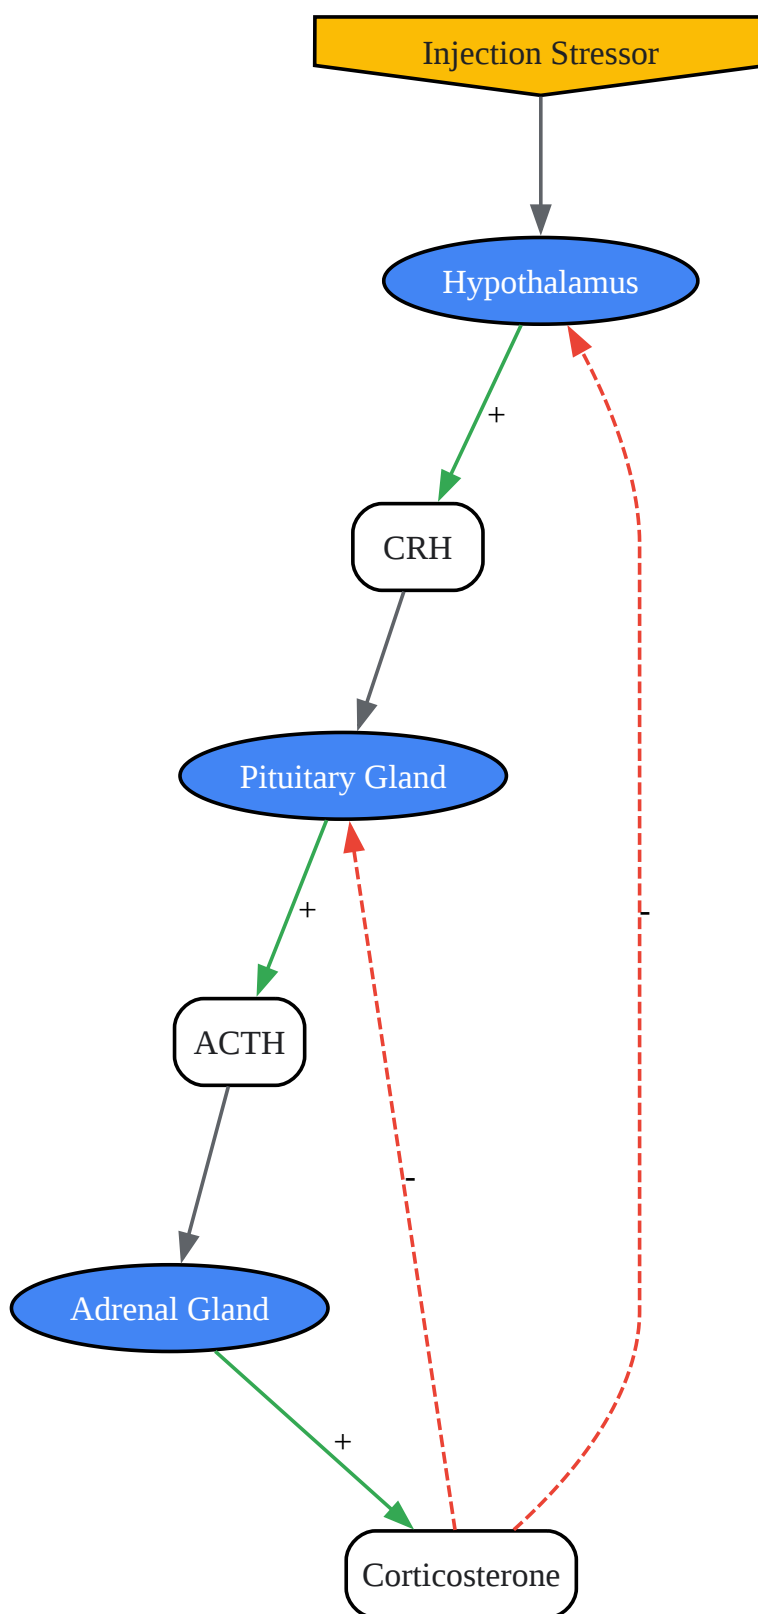 Injection Stressor
Hypothalamus
+
CRH
Pituitary Gland
+
-
ACTH
-
Adrenal Gland
+
Corticosterone